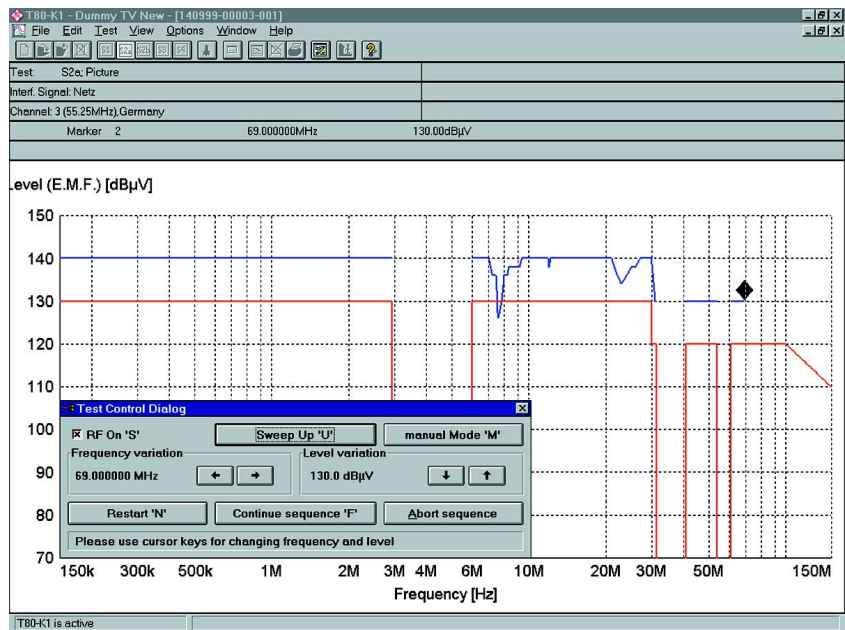 T80-K1 - Dummy TV New - [140999-00003-001]
File Edit Test View Options Window Help
S1 S2a S2b S3 S4
Test: S2a; Picture
Interf. Signal: Netz
Channel: 3 (55.25MHz),Germany
Marker 2 69.000000MHz 130.00dBµV
Level (E.M.F.) [dBµV]
150
140
130
120
110
100
90
80
70
Test Control Dialog
RF On 'S' Sweep Up 'U' manual Mode 'M'
Frequency variation Level variation
69.000000 MHz 130.0 dBµV
Restart 'N' Continue sequence 'F' Abort sequence
Please use cursor keys for changing frequency and level
150k 300k 500k 1M 2M 3M 4M 6M 10M 20M 30M 50M 150M
Frequency [Hz]
T80-K1 is active